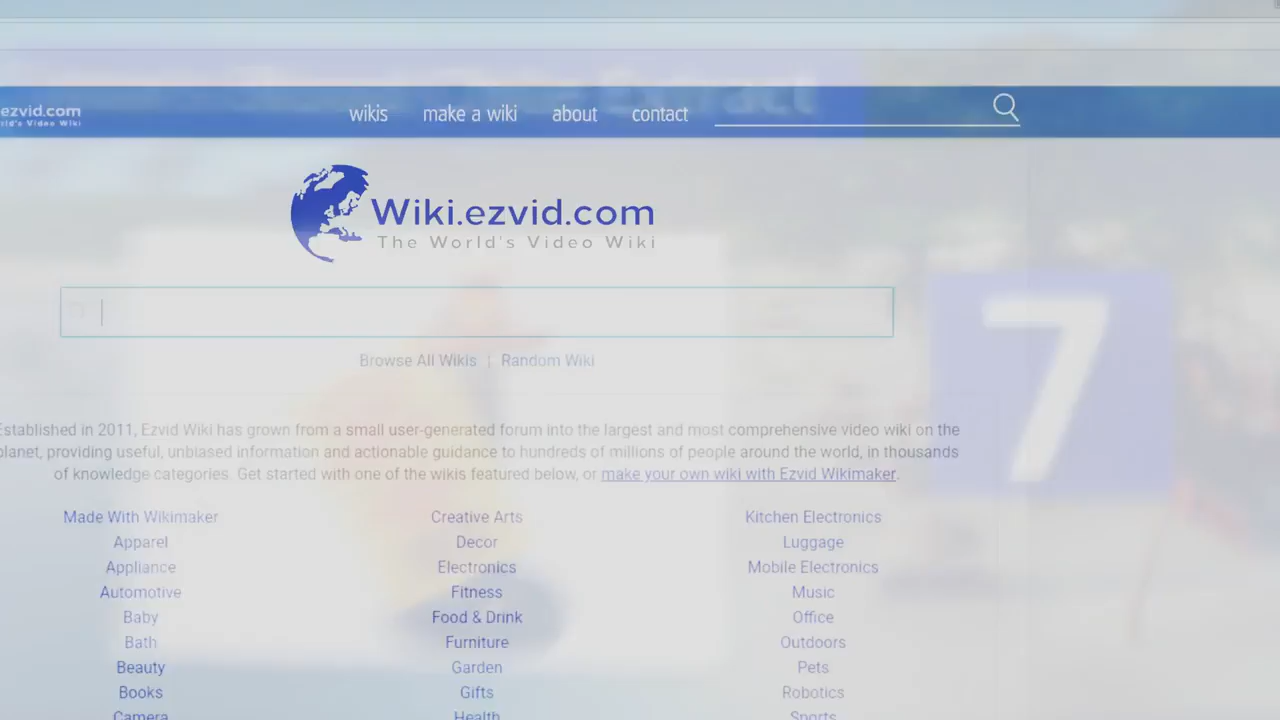 Extract
ezvid.com
ld's Video Wiki
wikis make a wiki about contact
Wiki.ezvid.com
The World's Video Wiki
Browse All Wikis | Random Wiki
7
Established in 2011, Ezvid Wiki has grown from a small user-generated forum into the largest and most comprehensive video wiki on the
planet, providing useful, unbiased information and actionable guidance to hundreds of millions of people around the world, in thousands
of knowledge categories. Get started with one of the wikis featured below, or make your own wiki with Ezvid Wikimaker.
Made With Wikimaker Creative Arts Kitchen Electronics
Apparel Decor Luggage
Appliance Electronics Mobile Electronics
Automotive Fitness Music
Baby Food & Drink Office
Bath Furniture Outdoors
Beauty Garden Pets
Books Gifts Robotics
Camera Health Sports